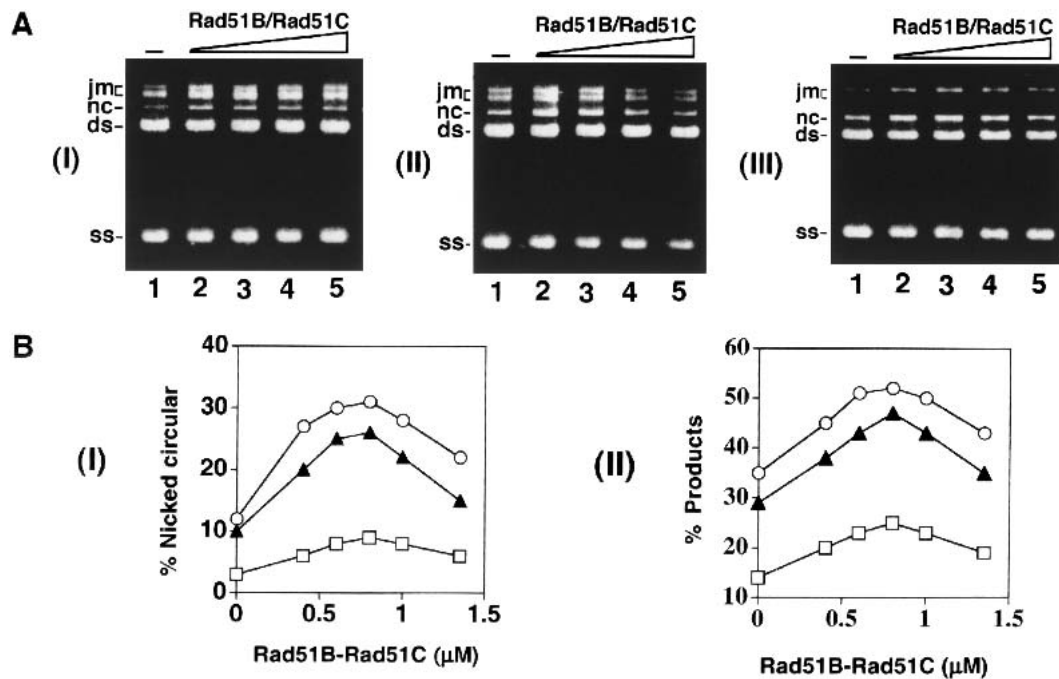 A
Rad51B/Rad51C
–
jm
nc-
ds-
(I)
ss-
1 2 3 4 5
Rad51B/Rad51C
–
jm
nc-
ds-
(II)
ss-
1 2 3 4 5
Rad51B/Rad51C
–
jm
nc-
ds-
(III)
ss-
1 2 3 4 5
B
(I)
% Nicked circular
40
30
20
10
0
0 0.5 1 1.5
Rad51B-Rad51C (μM)
(II)
% Products
60
50
40
30
20
10
0 0.5 1 1.5
Rad51B-Rad51C (μM)